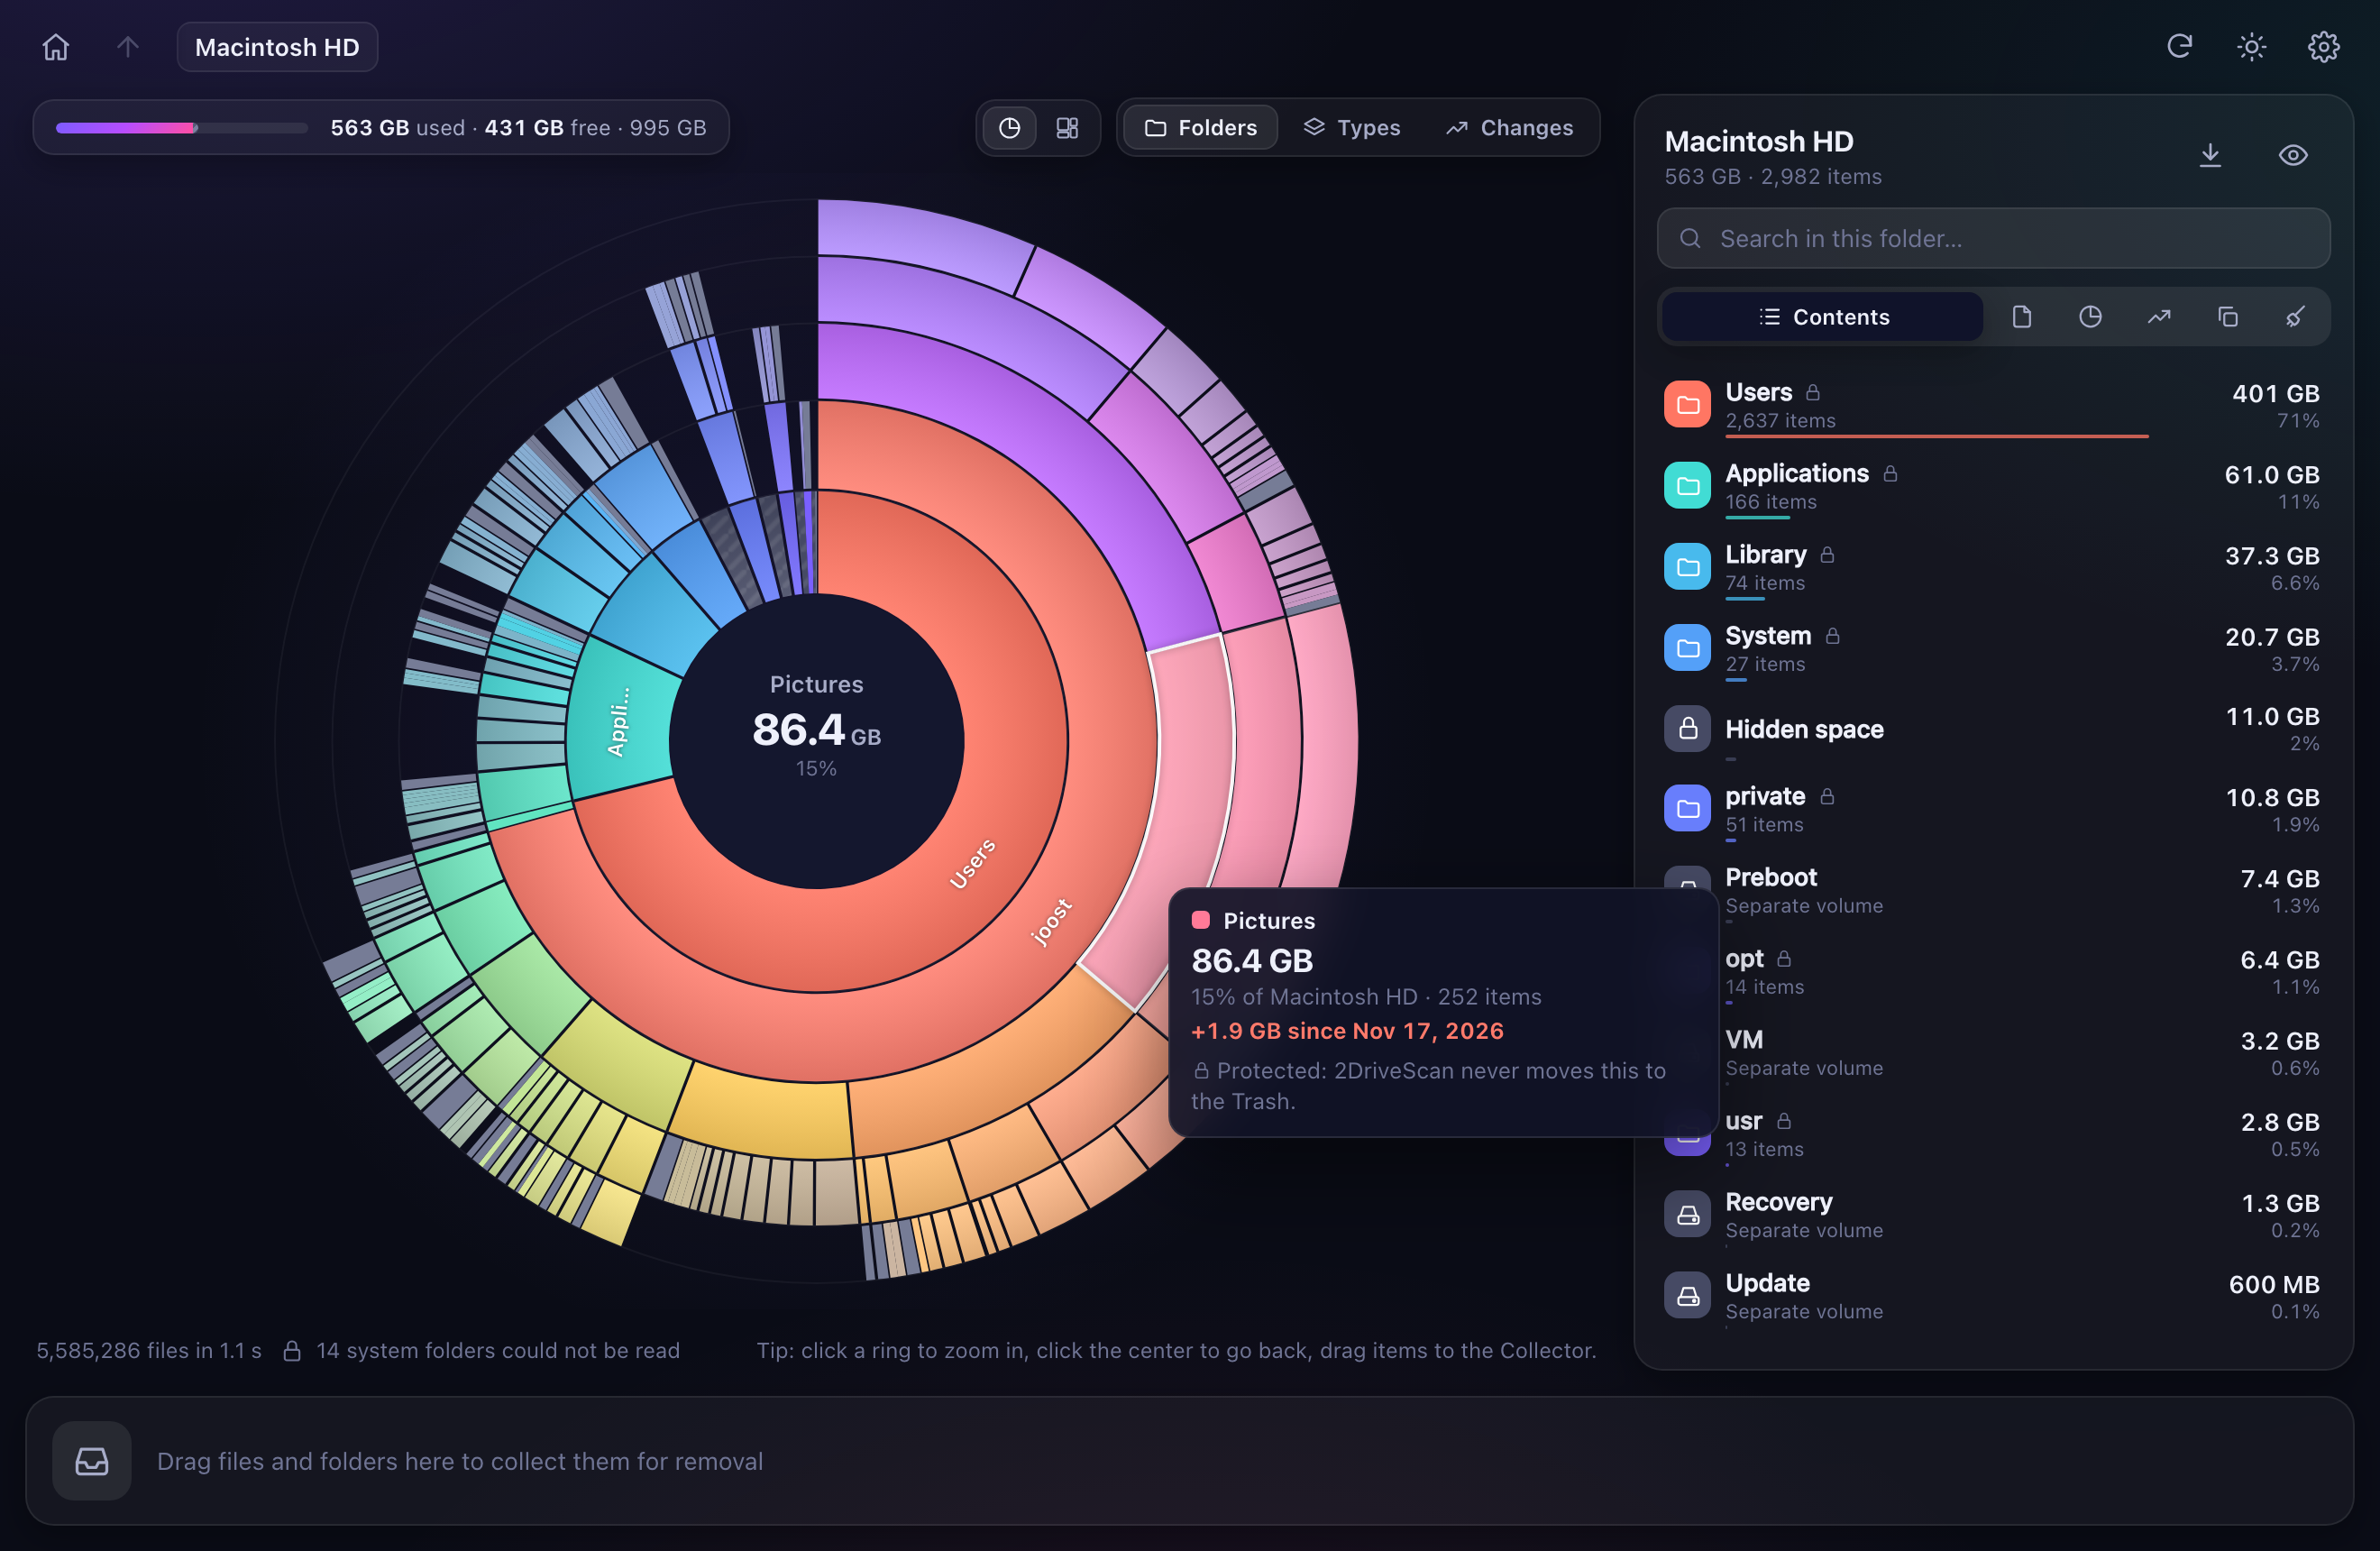 Macintosh HD
563 GB used · 431 GB free · 995 GB
Folders
Types
Changes
Appli...
Pictures
86.4 GB
15%
Users
joost
Pictures
86.4 GB
15% of Macintosh HD · 252 items
+1.9 GB since Nov 17, 2026
Protected: 2DriveScan never moves this to
the Trash.
5,585,286 files in 1.1 s
14 system folders could not be read
Tip: click a ring to zoom in, click the center to go back, drag items to the Collector.
Macintosh HD
563 GB · 2,982 items
Search in this folder...
Contents
Users 401 GB
2,637 items 71%
Applications 61.0 GB
166 items 11%
Library 37.3 GB
74 items 6.6%
System 20.7 GB
27 items 3.7%
Hidden space 11.0 GB
2%
private 10.8 GB
51 items 1.9%
Preboot 7.4 GB
Separate volume 1.3%
opt 6.4 GB
14 items 1.1%
VM 3.2 GB
Separate volume 0.6%
usr 2.8 GB
13 items 0.5%
Recovery 1.3 GB
Separate volume 0.2%
Update 600 MB
Separate volume 0.1%
Drag files and folders here to collect them for removal